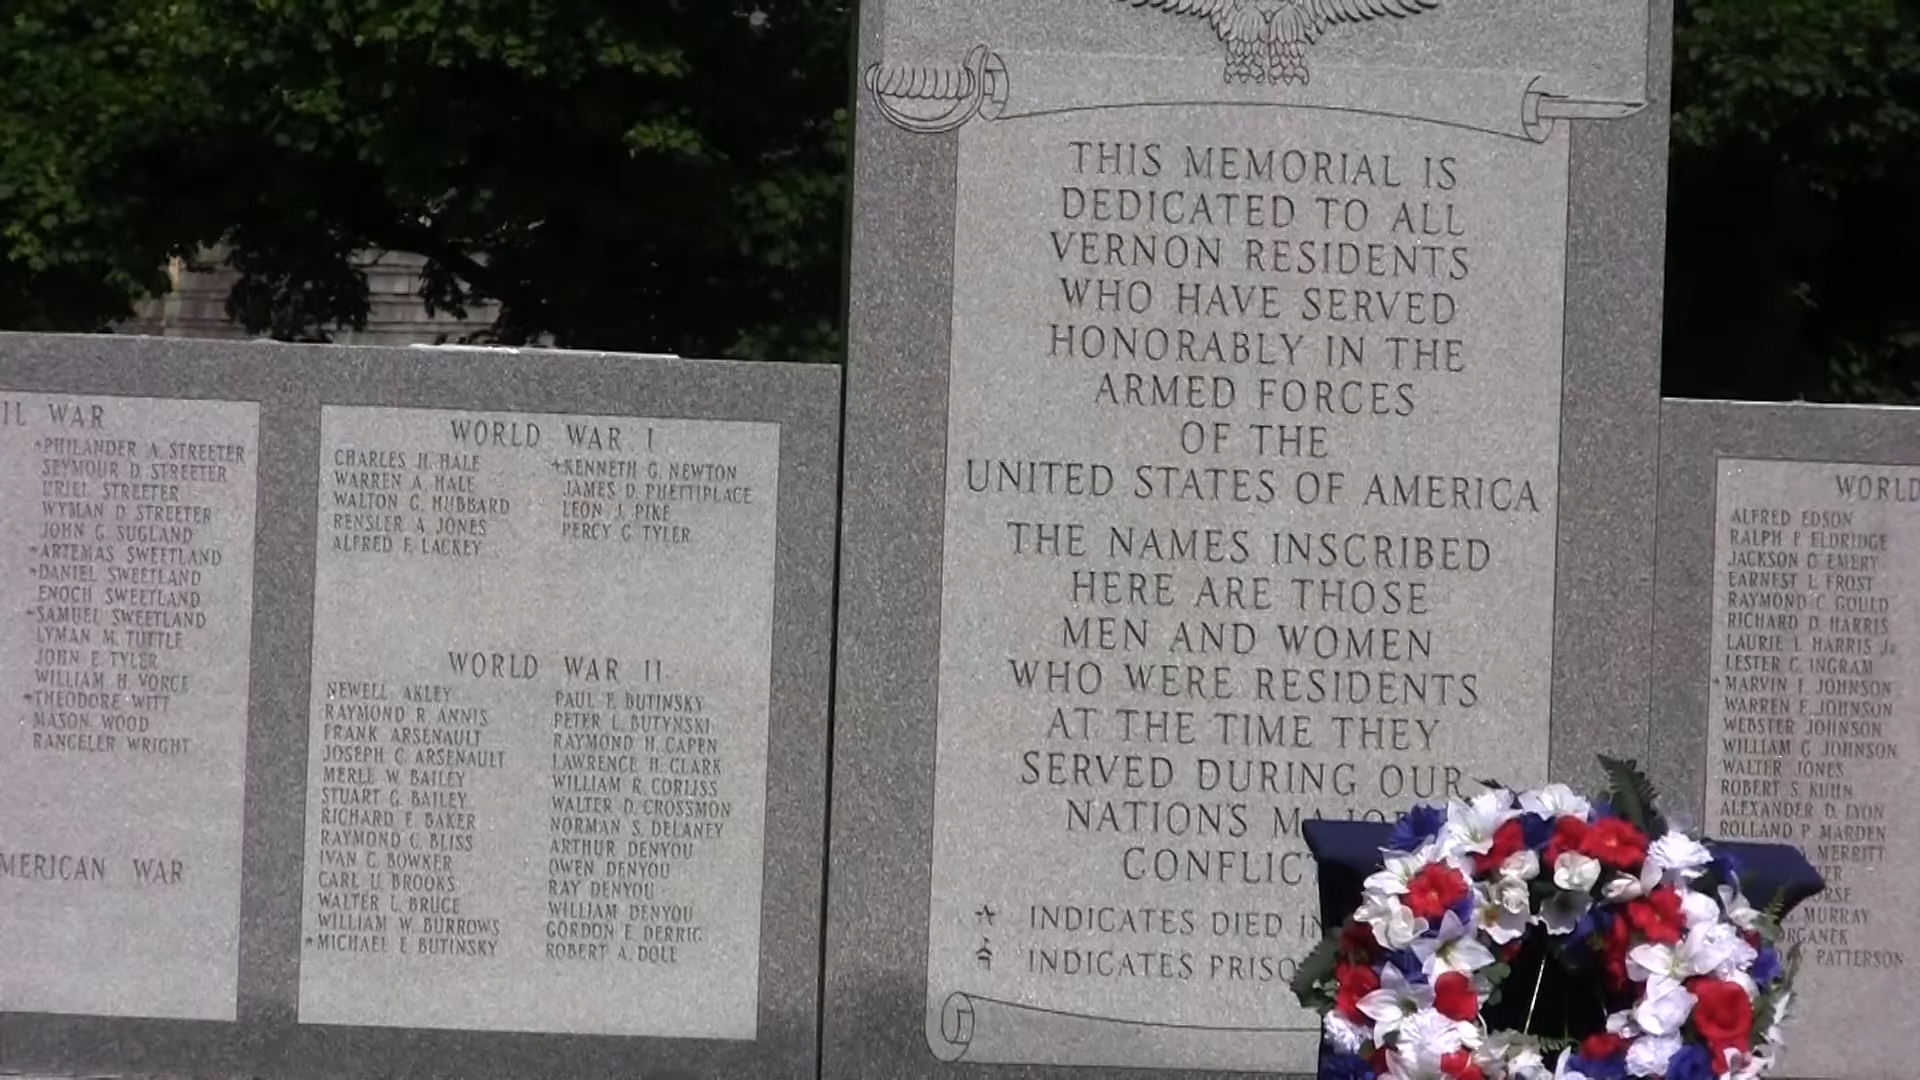 IL WAR
*PHILANDER A. STREETER
SEYMOUR D. STREETER
URIEL STREETER
WYMAN D. STREETER
JOHN G. SUGLAND
*ARTEMAS SWEETLAND
*DANIEL SWEETLAND
ENOCH SWEETLAND
*SAMUEL SWEETLAND
LYMAN M. TUTTLE
JOHN E. TYLER
WILLIAM H. VORCE
*THEODORE WITT
MASON WOOD
RANCELER WRIGHT
MERICAN WAR
WORLD WAR I
CHARLES H. HALE
WARREN A. HALE
WALTON G. HUBBARD
RENSLER A. JONES
ALFRED F. LACKEY
*KENNETH G. NEWTON
JAMES D. PHETTIPLACE
LEON J. PIKE
PERCY G. TYLER
WORLD WAR II
NEWELL AKLEY
RAYMOND R. ANNIS
FRANK ARSENAULT
JOSEPH C. ARSENAULT
MERLE W. BAILEY
STUART G. BAILEY
RICHARD E. BAKER
RAYMOND C. BLISS
IVAN C. BOWKER
CARL U. BROOKS
WALTER L. BRUCE
WILLIAM W. BURROWS
*MICHAEL E. BUTINSKY
PAUL P. BUTINSKY
PETER L. BUTYNSKI
RAYMOND H. CAPEN
LAWRENCE H. CLARK
WILLIAM R. CORLISS
WALTER D. CROSSMON
NORMAN S. DELANEY
ARTHUR DENYOU
OWEN DENYOU
RAY DENYOU
WILLIAM DENYOU
GORDON E. DERRIG
ROBERT A. DOLE
THIS MEMORIAL IS
DEDICATED TO ALL
VERNON RESIDENTS
WHO HAVE SERVED
HONORABLY IN THE
ARMED FORCES
OF THE
UNITED STATES OF AMERICA
THE NAMES INSCRIBED
HERE ARE THOSE
MEN AND WOMEN
WHO WERE RESIDENTS
AT THE TIME THEY
SERVED DURING OUR
NATION'S MAJOR
CONFLICT
INDICATES DIED IN
INDICATES PRISO
WORLD
ALFRED EDSON
RALPH P. ELDRIDGE
JACKSON O. EMERY
EARNEST L. FROST
RAYMOND C. GOULD
RICHARD D. HARRIS
LAURIE L. HARRIS Jr.
LESTER C. INGRAM
*MARVIN F. JOHNSON
WARREN E. JOHNSON
WEBSTER JOHNSON
WILLIAM G. JOHNSON
WALTER JONES
ROBERT S. KUHN
ALEXANDER D. LYON
ROLLAND P. MARDEN
MERRITT
MURRAY
PATTERSON